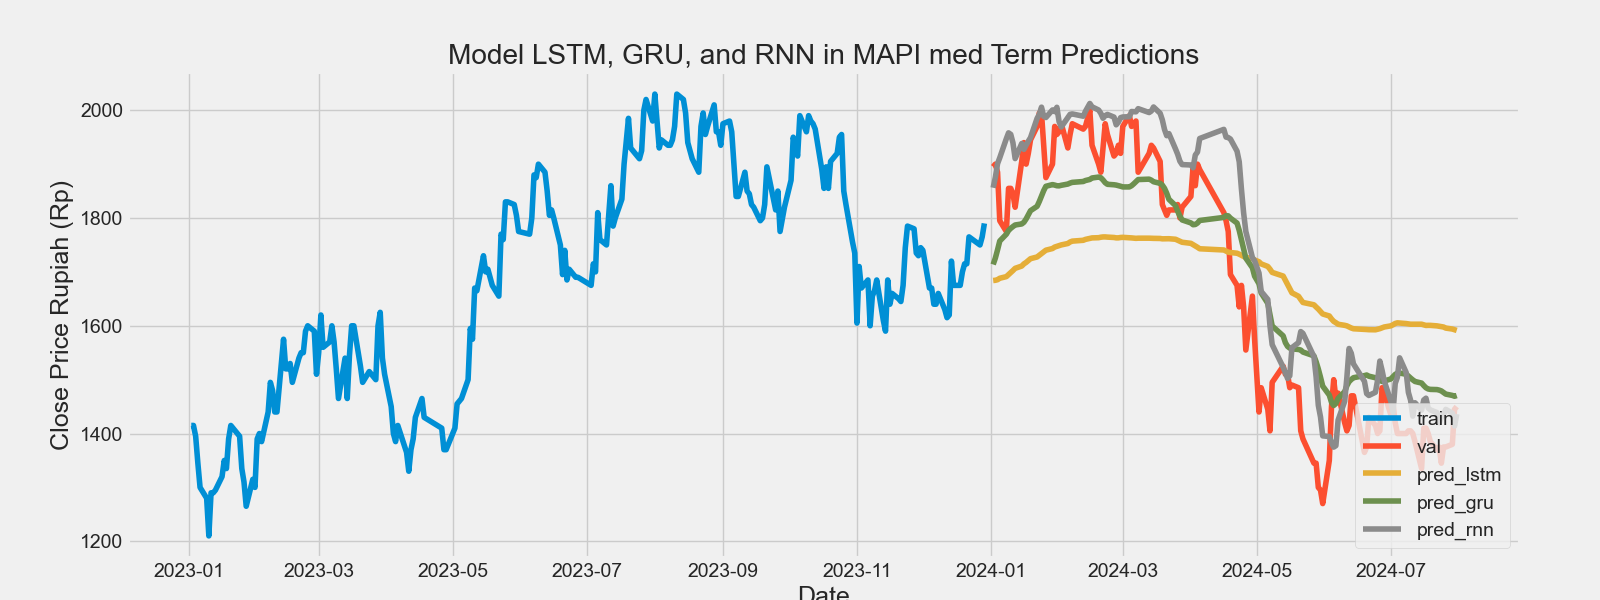 Model LSTM, GRU, and RNN in MAPI med Term Predictions
Close Price Rupiah (Rp)
2000
1800
1600
1400
1200
train
val
pred_lstm
pred_gru
pred_rnn
2023-01 2023-03 2023-05 2023-07 2023-09 2023-11 2024-01 2024-03 2024-05 2024-07
Date